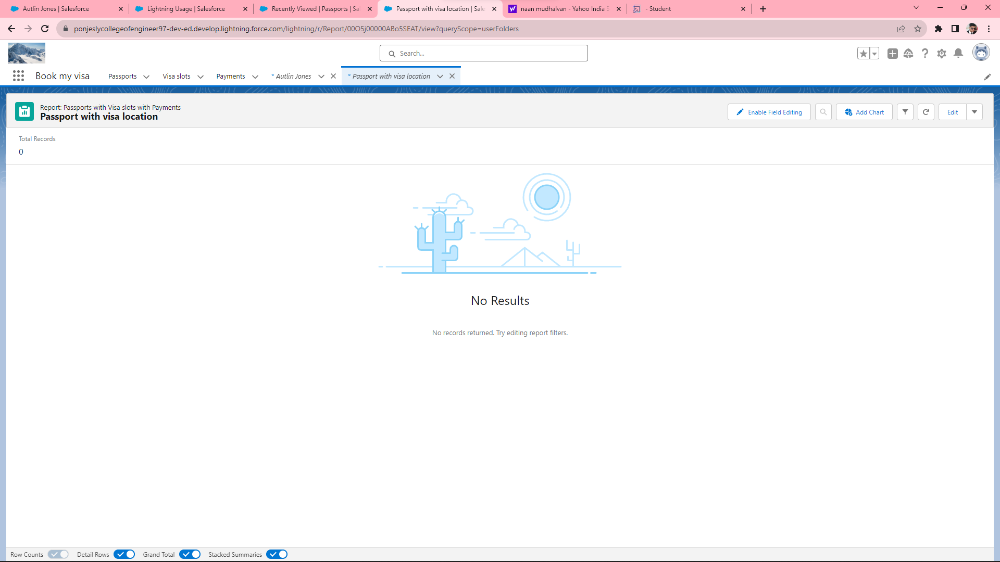 Autlin Jones | Salesforce
Lightning Usage | Salesforce
Recently Viewed | Passports | Sal
Passport with visa location | Sale
naan mudhalvan - Yahoo India S
- Student
ponjeslycollegeofengineer97-dev-ed.develop.lightning.force.com/lightning/r/Report/00O5j00000ABo5SEAT/view?queryScope=userFolders
Search...
Book my visa
Passports
Visa slots
Payments
* Autlin Jones
* Passport with visa location
Report: Passports with Visa slots with Payments
Passport with visa location
Enable Field Editing
Add Chart
Edit
Total Records
0
No Results
No records returned. Try editing report filters.
Row Counts
Detail Rows
Grand Total
Stacked Summaries